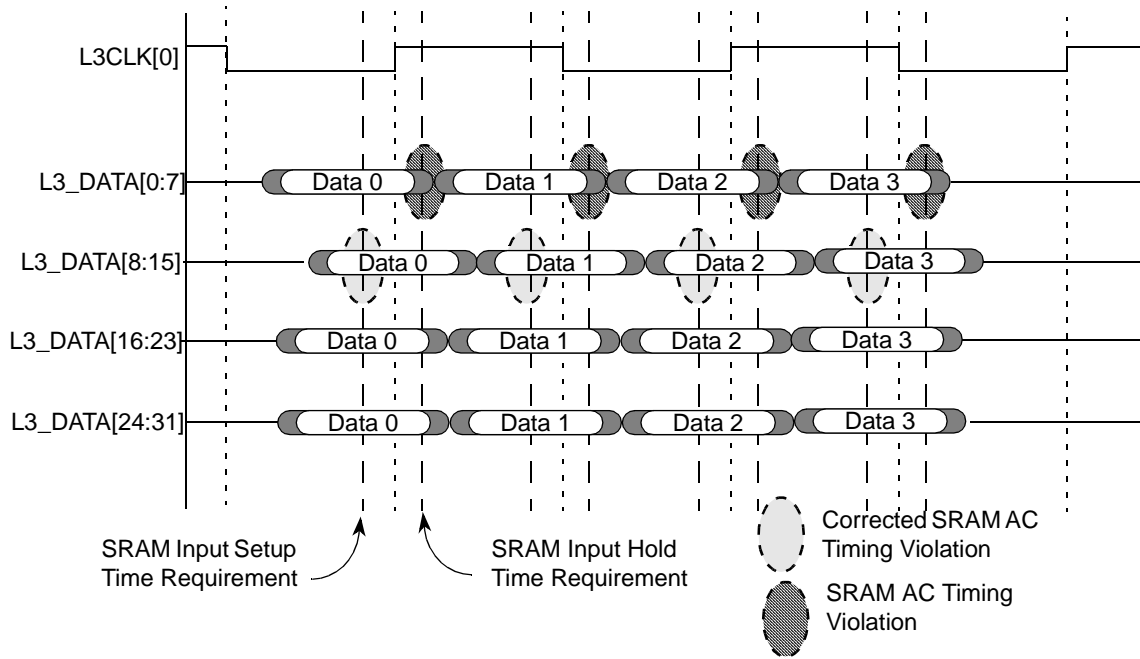 L3CLK[0]
L3_DATA[0:7]
Data 0
Data 1
Data 2
Data 3
L3_DATA[8:15]
Data 0
Data 1
Data 2
Data 3
L3_DATA[16:23]
Data 0
Data 1
Data 2
Data 3
L3_DATA[24:31]
Data 0
Data 1
Data 2
Data 3
SRAM Input Setup
Time Requirement
SRAM Input Hold
Time Requirement
Corrected SRAM AC
Timing Violation
SRAM AC Timing
Violation